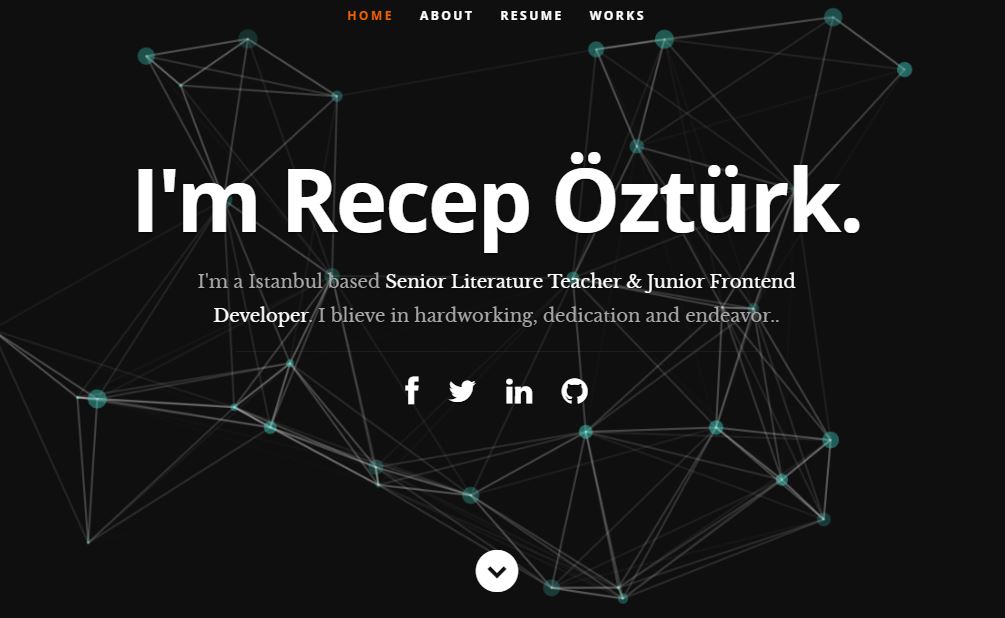 HOME ABOUT RESUME WORKS
I'm Recep Öztürk.
I'm a Istanbul based Senior Literature Teacher & Junior Frontend
Developer. I blieve in hardworking, dedication and endeavor..